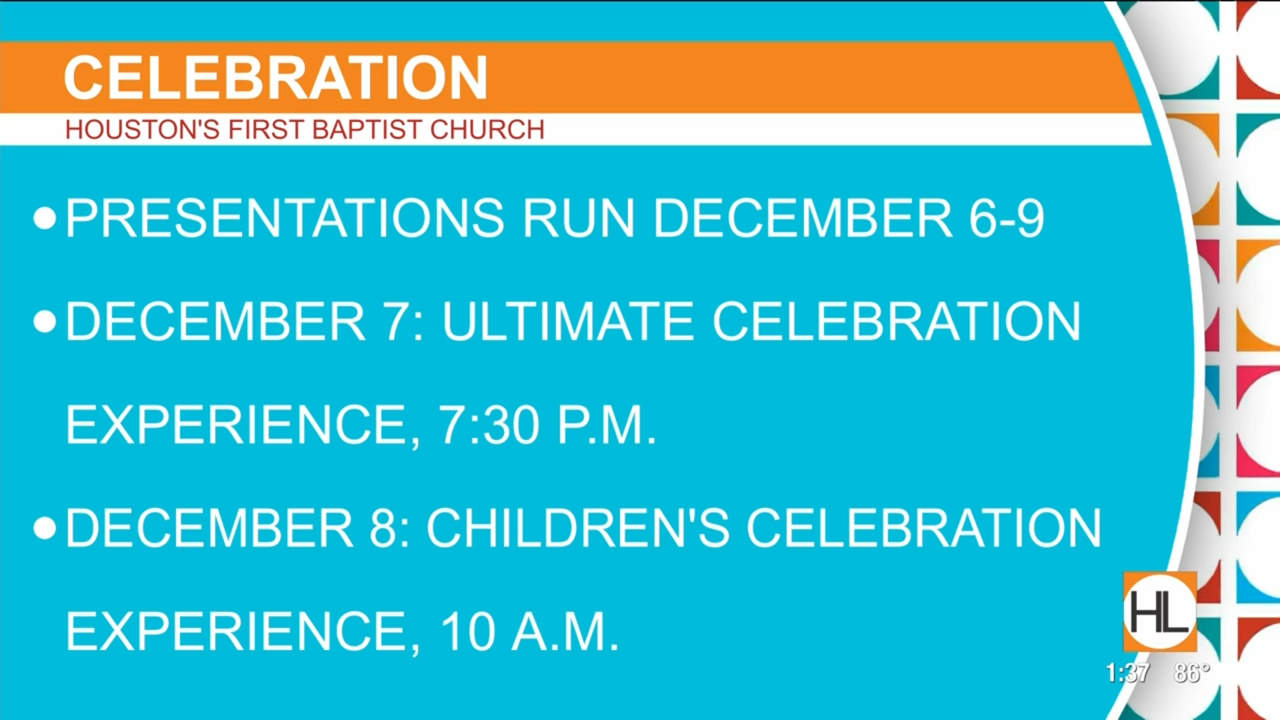 CELEBRATION
HOUSTON'S FIRST BAPTIST CHURCH
•PRESENTATIONS RUN DECEMBER 6-9
•DECEMBER 7: ULTIMATE CELEBRATION
EXPERIENCE, 7:30 P.M.
•DECEMBER 8: CHILDREN'S CELEBRATION
EXPERIENCE, 10 A.M.
HL
1:37 86°